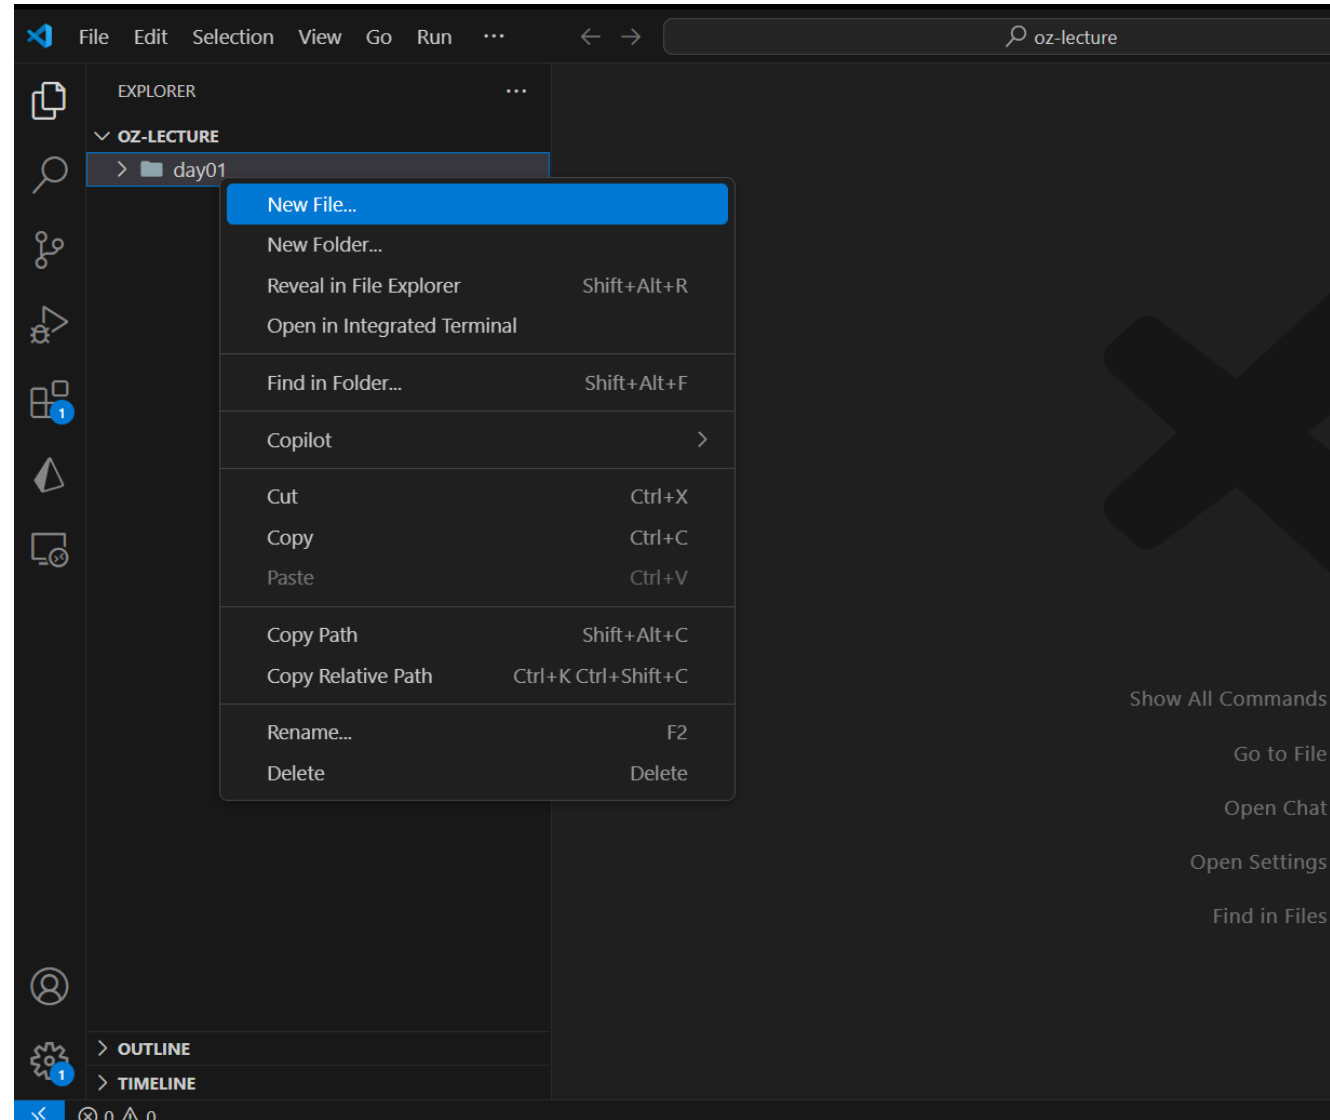 File Edit Selection View Go Run ···
oz-lecture
EXPLORER ···
OZ-LECTURE
day01
New File...
New Folder...
Reveal in File Explorer Shift+Alt+R
Open in Integrated Terminal
Find in Folder... Shift+Alt+F
Copilot
Cut Ctrl+X
Copy Ctrl+C
Paste Ctrl+V
Copy Path Shift+Alt+C
Copy Relative Path Ctrl+K Ctrl+Shift+C
Rename... F2
Delete Delete
1
Show All Commands
Go to File
Open Chat
Open Settings
Find in Files
OUTLINE
1
TIMELINE
0 0